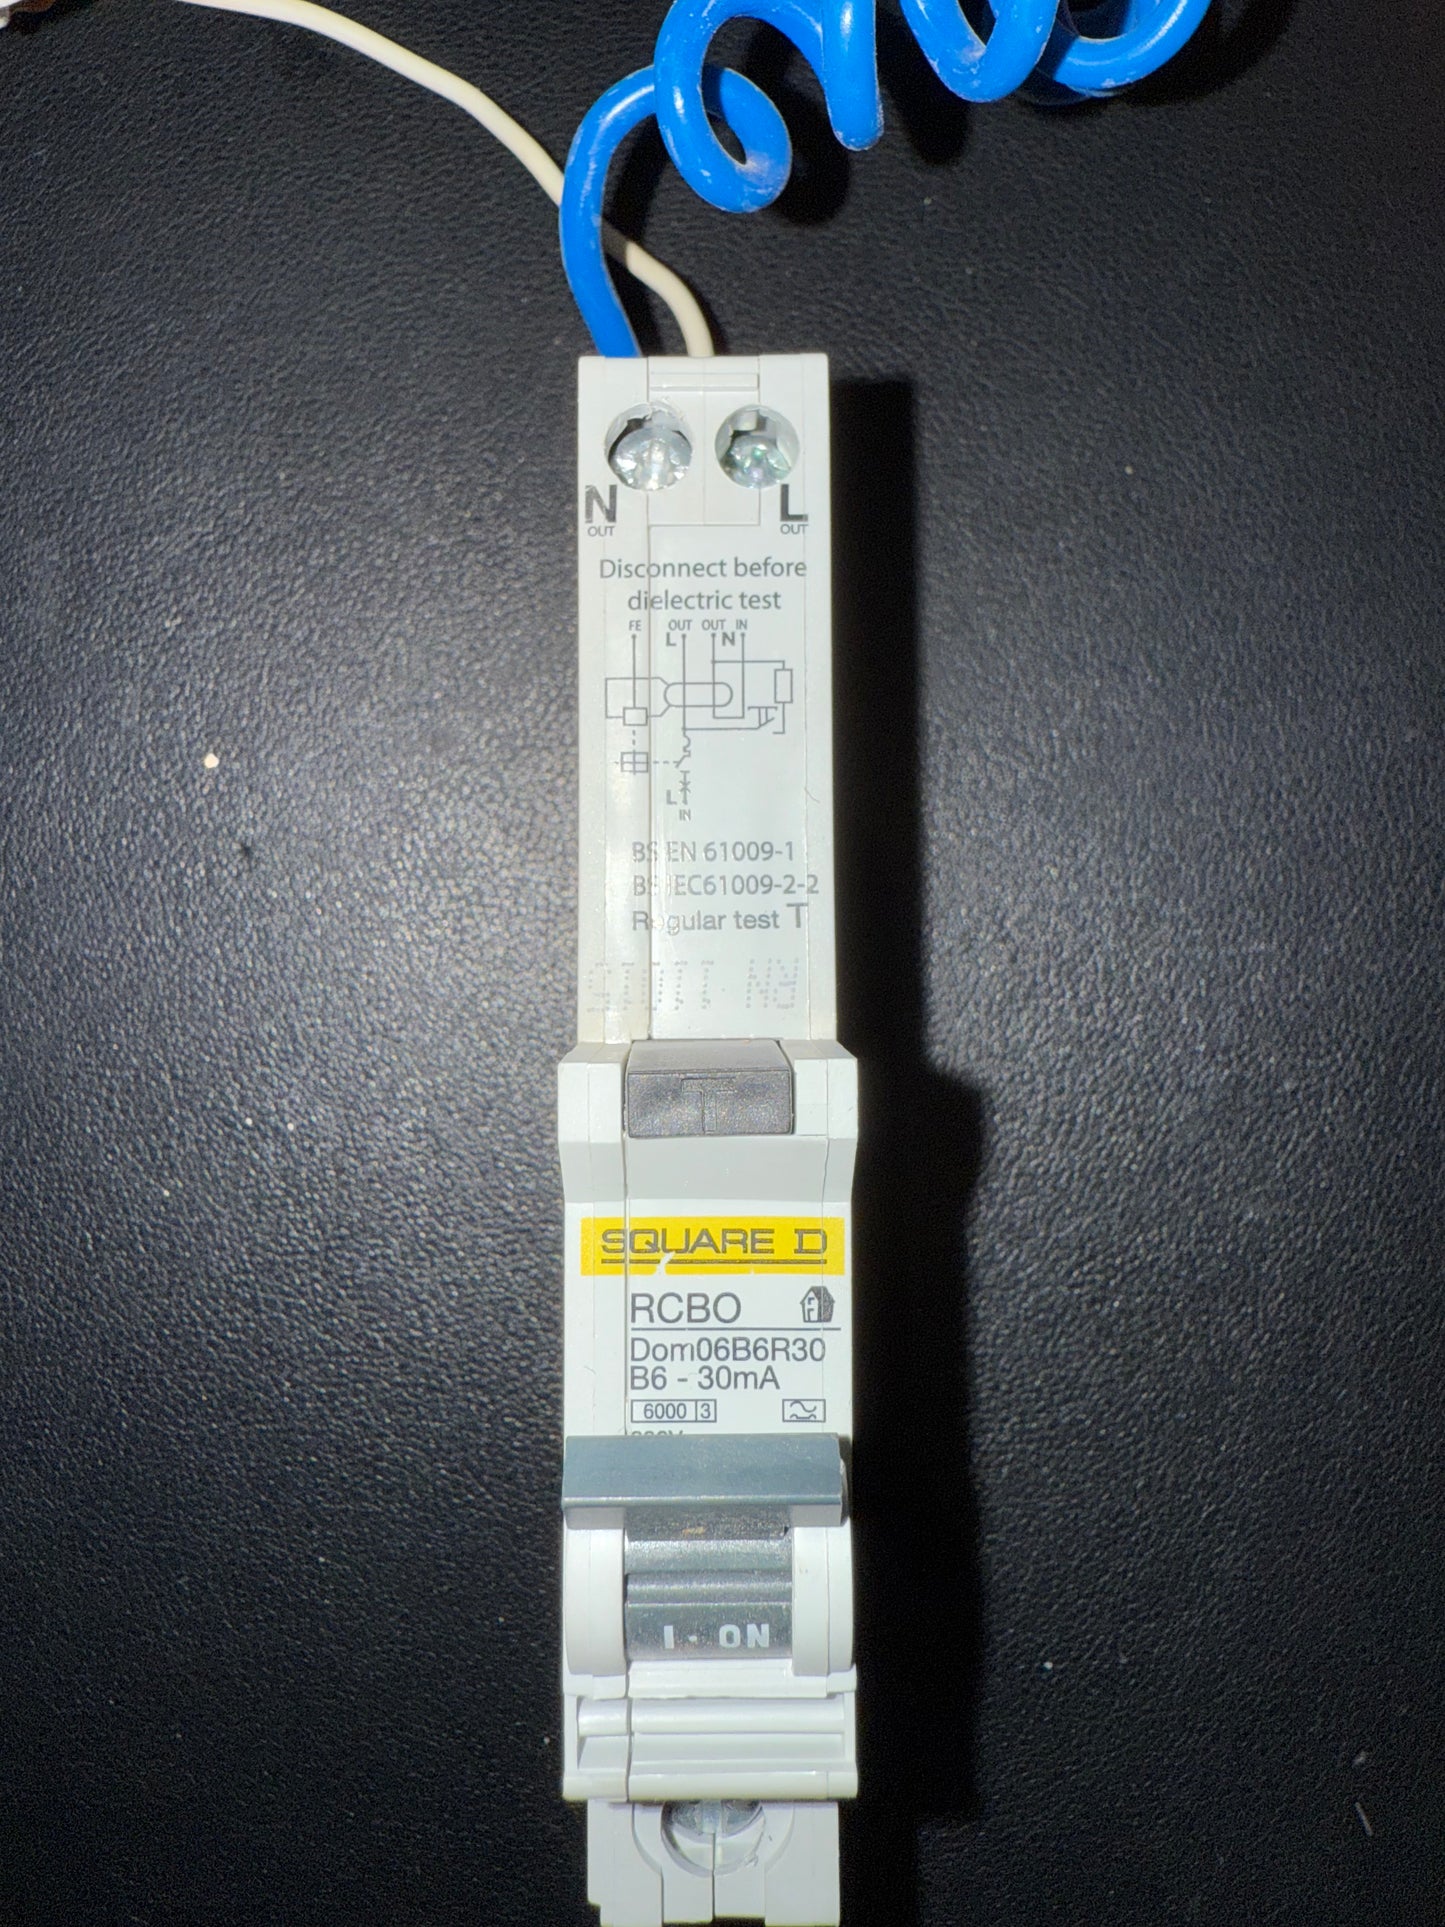 N L
OUT OUT
Disconnect before
dielectric test
FE OUT OUT IN
L N
L
IN
BS EN 61009-1
BS IEC61009-2-2
Regular test T
T
SQUARE D
RCBO
Dom06B6R30
B6 - 30mA
6000 3
I · ON